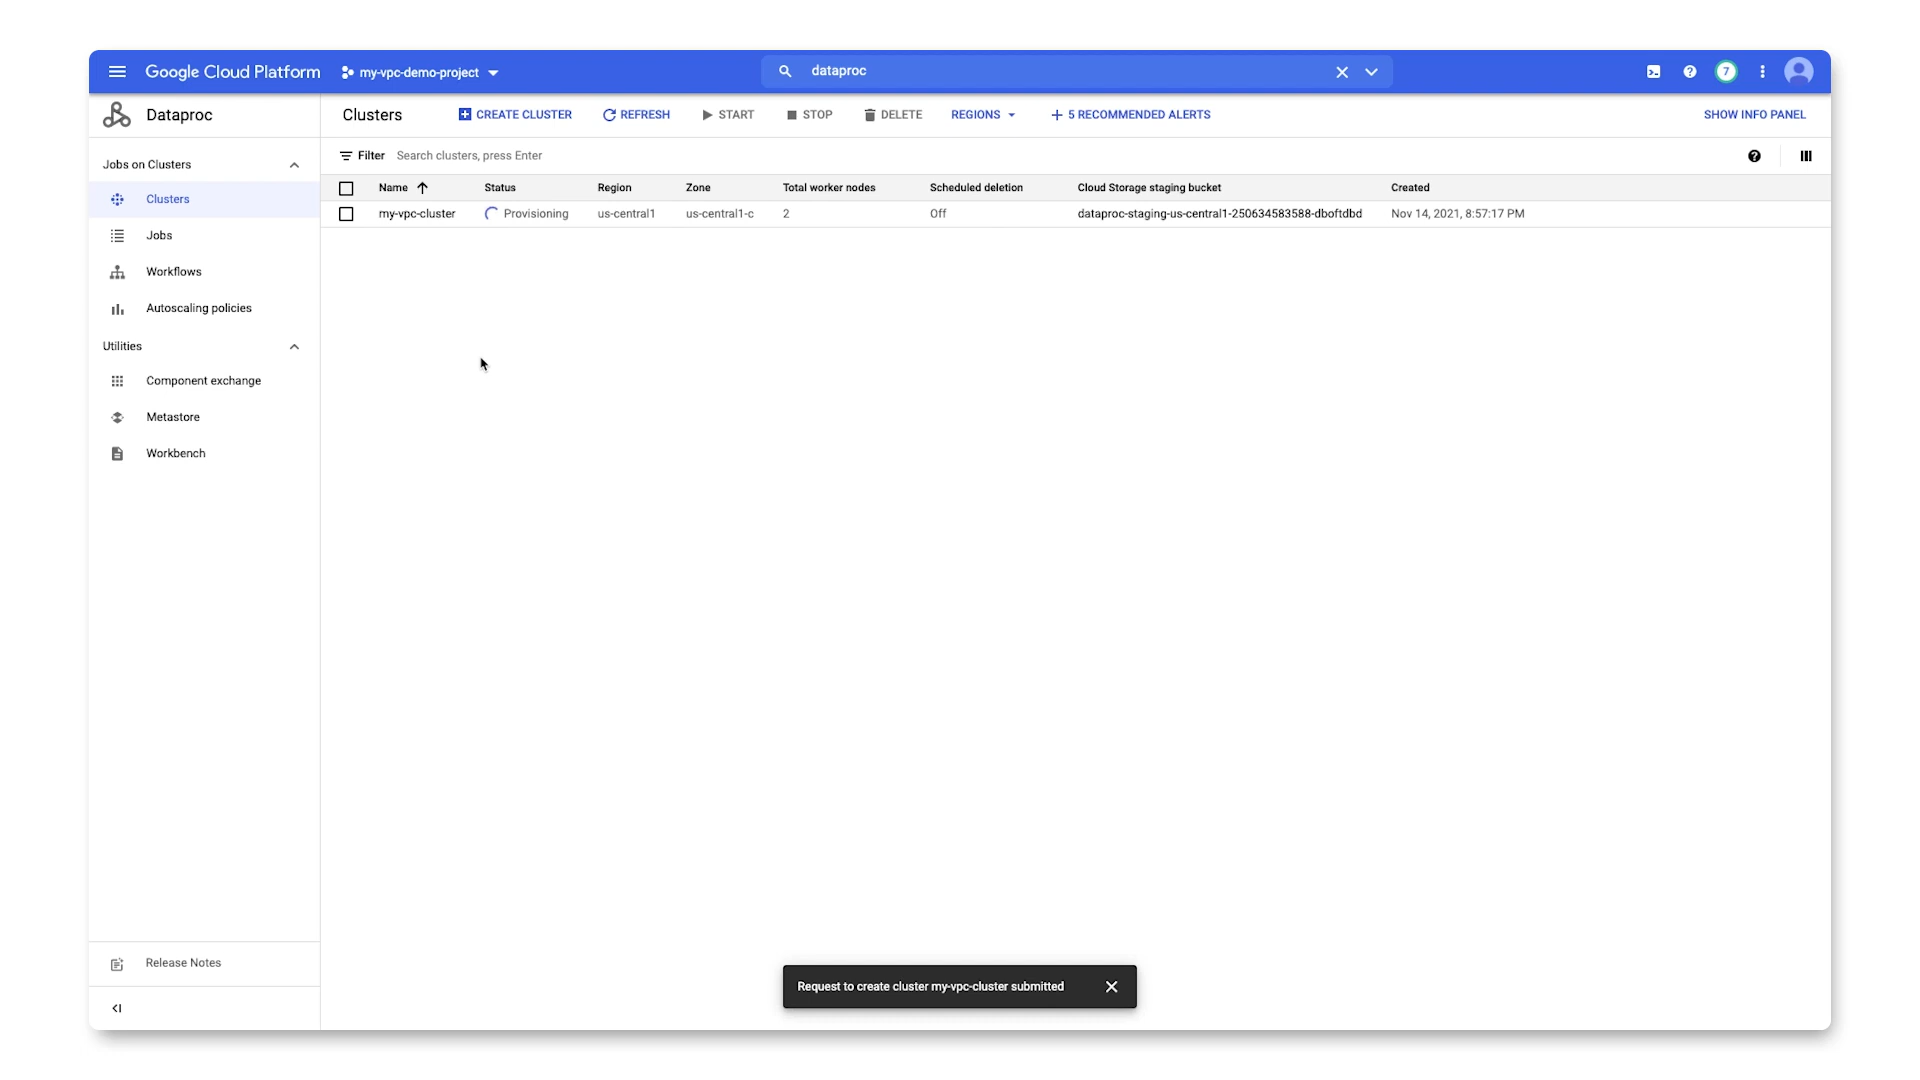 Google Cloud Platform my-vpc-demo-project dataproc 7
Dataproc
Clusters CREATE CLUSTER REFRESH START STOP DELETE REGIONS 5 RECOMMENDED ALERTS SHOW INFO PANEL
Jobs on Clusters
Clusters
Jobs
Workflows
Autoscaling policies
Utilities
Component exchange
Metastore
Workbench
Release Notes
Filter Search clusters, press Enter
Name Status Region Zone Total worker nodes Scheduled deletion Cloud Storage staging bucket Created
my-vpc-cluster Provisioning us-central1 us-central1-c 2 Off dataproc-staging-us-central1-250634583588-dboftdbd Nov 14, 2021, 8:57:17 PM
Request to create cluster my-vpc-cluster submitted